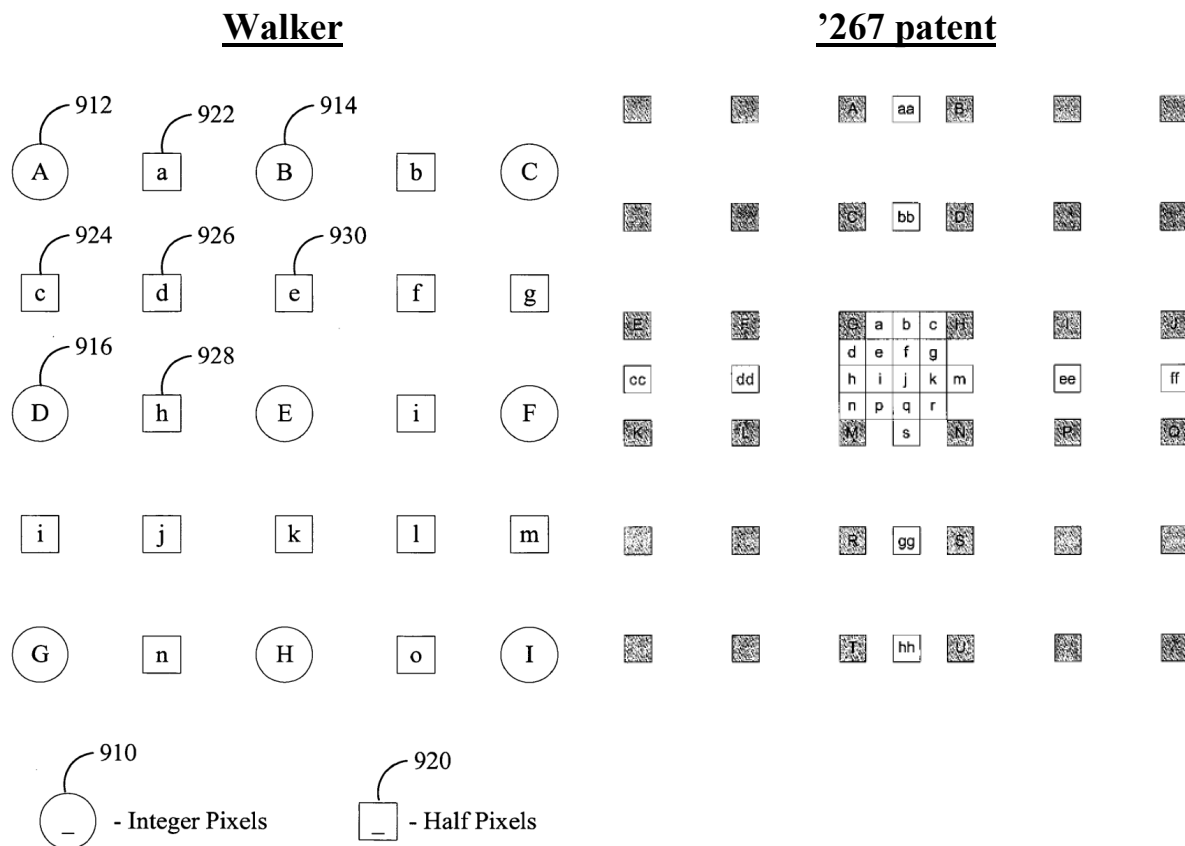 Walker
912 922 914
A a B b C
924 926 930
c d e f g
916 928
D h E i F
i j k l m
G n H o I
910 920
_ - Integer Pixels _ - Half Pixels
’267 patent
A aa B
C bb D
E F G a b c H I J
d e f g
cc dd h i j k m ee ff
n p q r
K L M s N P Q
R gg S
T hh U